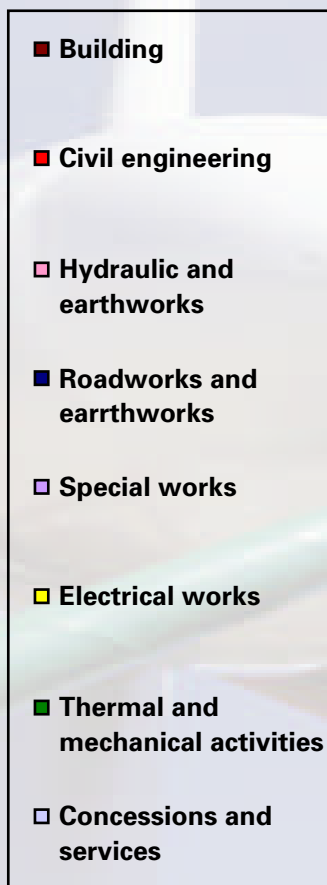 Building
Civil engineering
Hydraulic and
earthworks
Roadworks and
earrthworks
Special works
Electrical works
Thermal and
mechanical activities
Concessions and
services